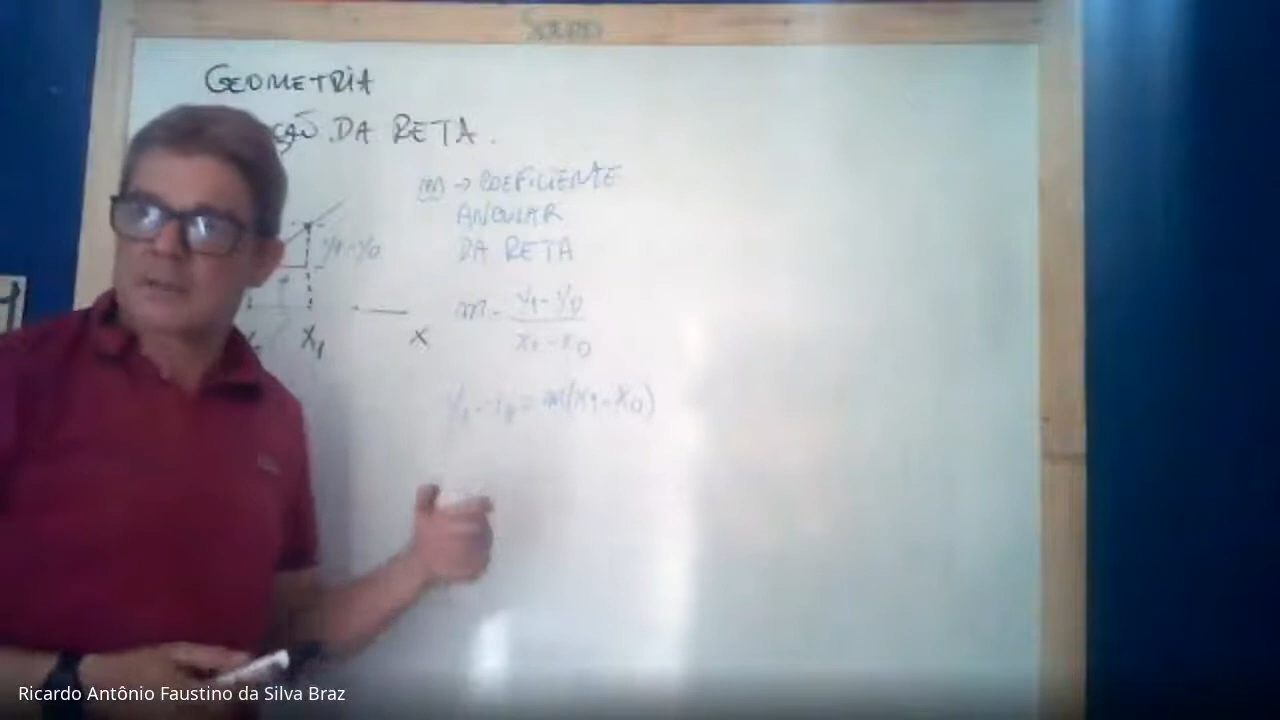 GEOMETRIA
DA RETA.
m → COEFICIENTE
ANGULAR
DA RETA
y₁-y₀
m = y₁-y₀
x₁-x₀
X₁ X
y₁-y₀ = m(x₁-x₀)
Ricardo Antônio Faustino da Silva Braz